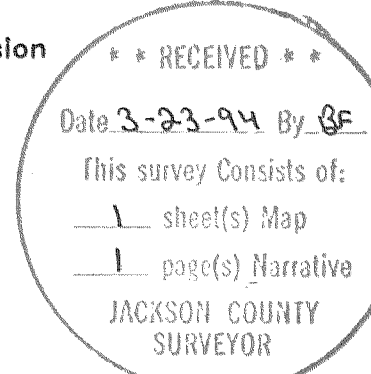 sion
* * RECEIVED * *
Date 3-23-94 By BF
This survey Consists of:
1 sheet(s) Map
1 page(s) Narrative
JACKSON COUNTY
SURVEYOR